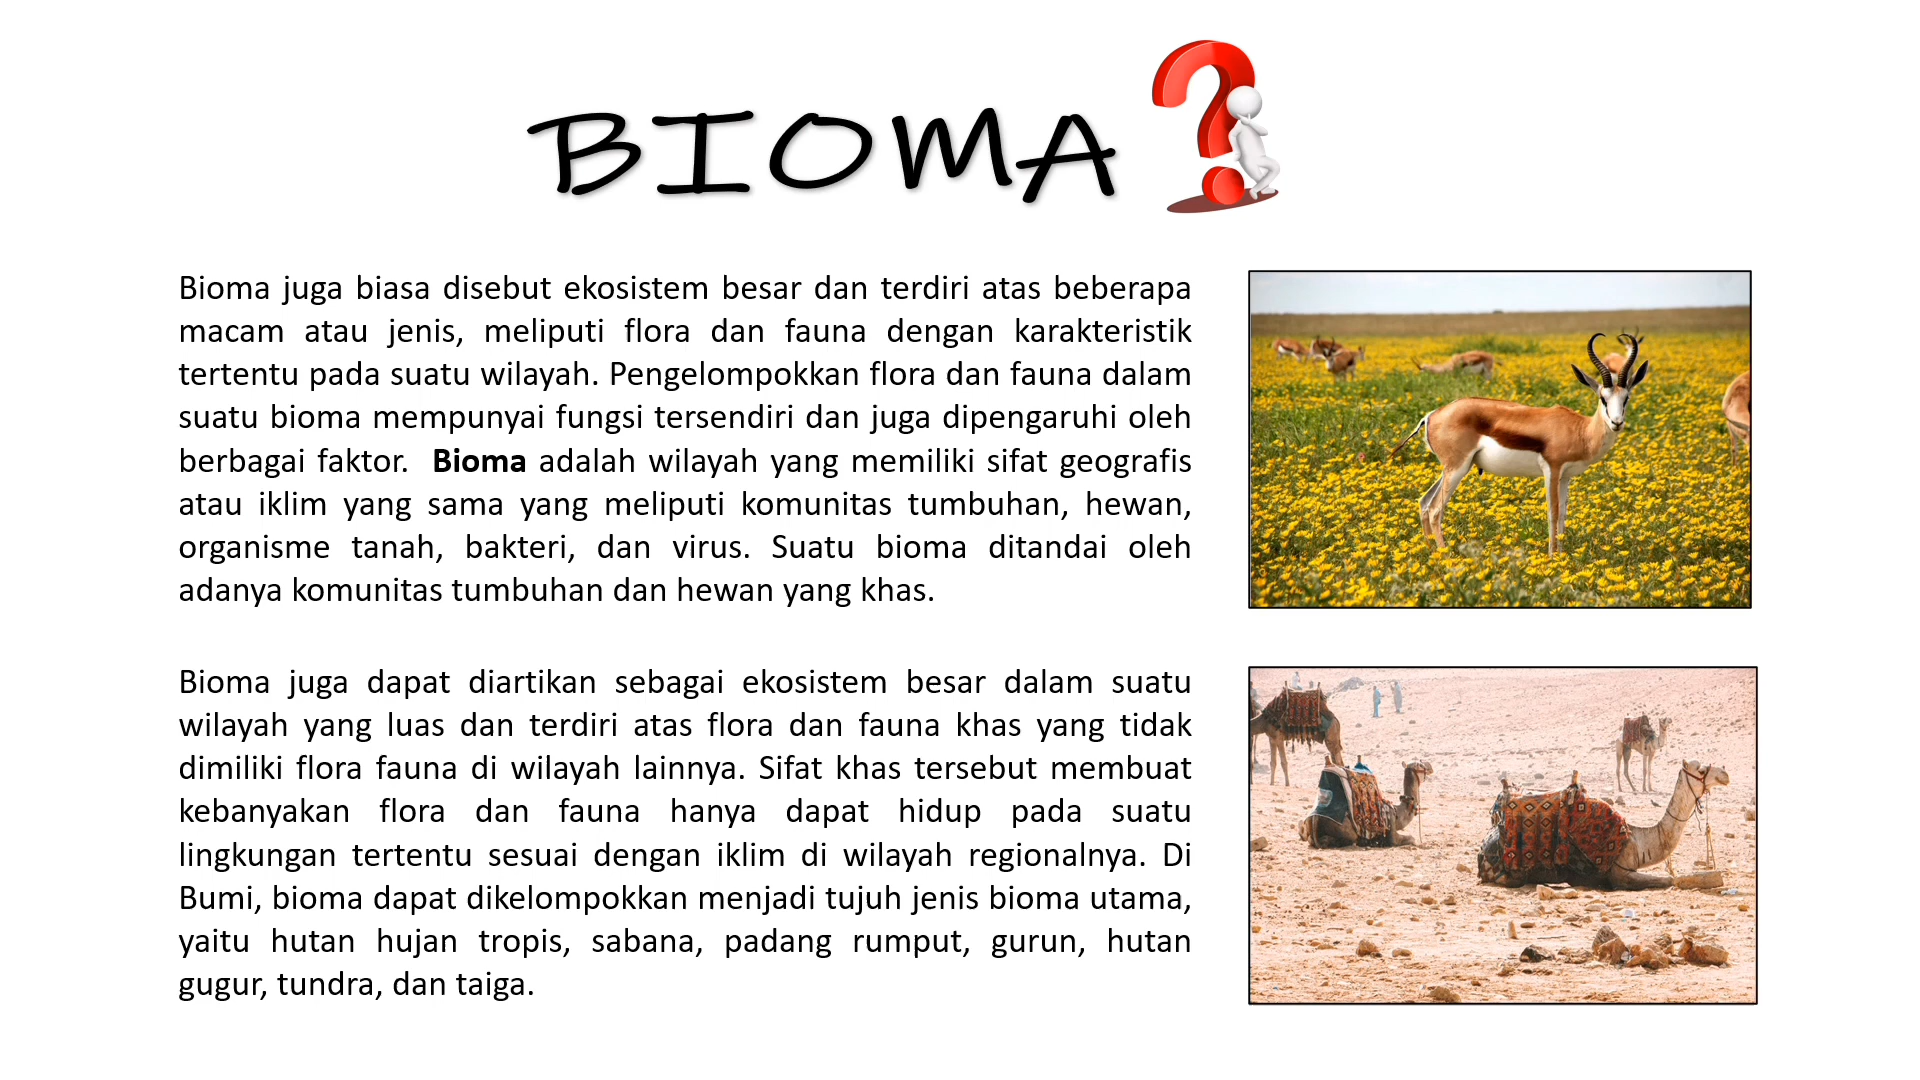 BIOMA?
Bioma juga biasa disebut ekosistem besar dan terdiri atas beberapa
macam atau jenis, meliputi flora dan fauna dengan karakteristik
tertentu pada suatu wilayah. Pengelompokkan flora dan fauna dalam
suatu bioma mempunyai fungsi tersendiri dan juga dipengaruhi oleh
berbagai faktor. Bioma adalah wilayah yang memiliki sifat geografis
atau iklim yang sama yang meliputi komunitas tumbuhan, hewan,
organisme tanah, bakteri, dan virus. Suatu bioma ditandai oleh
adanya komunitas tumbuhan dan hewan yang khas.
Bioma juga dapat diartikan sebagai ekosistem besar dalam suatu
wilayah yang luas dan terdiri atas flora dan fauna khas yang tidak
dimiliki flora fauna di wilayah lainnya. Sifat khas tersebut membuat
kebanyakan flora dan fauna hanya dapat hidup pada suatu
lingkungan tertentu sesuai dengan iklim di wilayah regionalnya. Di
Bumi, bioma dapat dikelompokkan menjadi tujuh jenis bioma utama,
yaitu hutan hujan tropis, sabana, padang rumput, gurun, hutan
gugur, tundra, dan taiga.